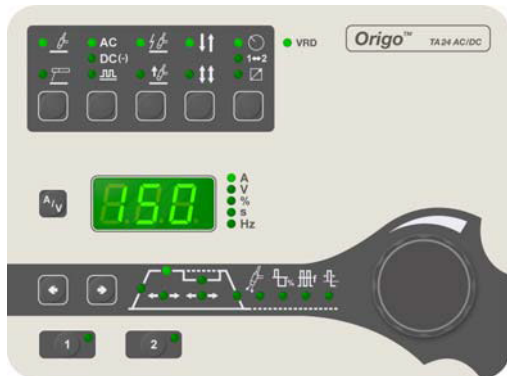 AC
DC(-)
1↔2
VRD
Origo™ TA24 AC/DC
A/V
150
A
V
%
s
Hz
%
f
1
2